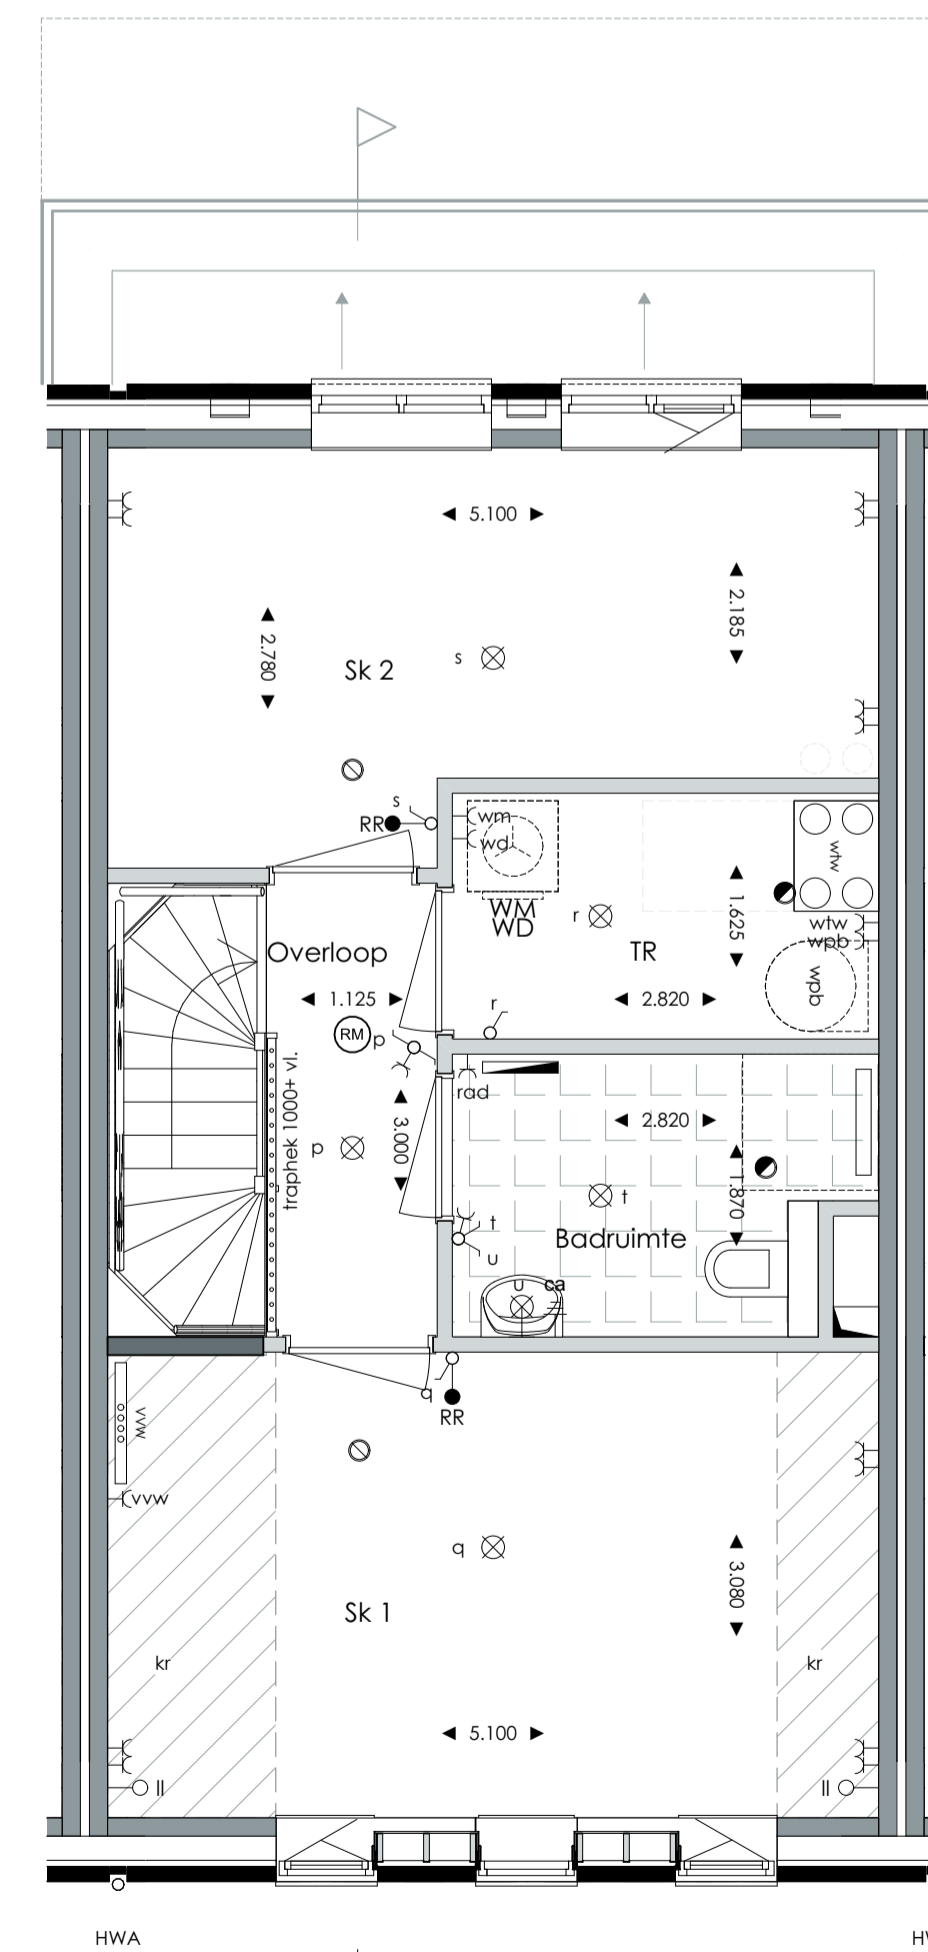 5.100
2.185
2.780
Sk 2
s
s
RR
wm
wd
wtw
WM
WD
r
1.625
wtw
wpb
Overloop
TR
wpb
1.125
2.820
r
RM
p
traphek 1000+ vl.
rad
2.820
p
3.000
t
1.870
t
Badruimte
u
u
ca
q
RR
vvw
vvw
q
3.080
Sk 1
kr
kr
5.100
ll
ll
HWA